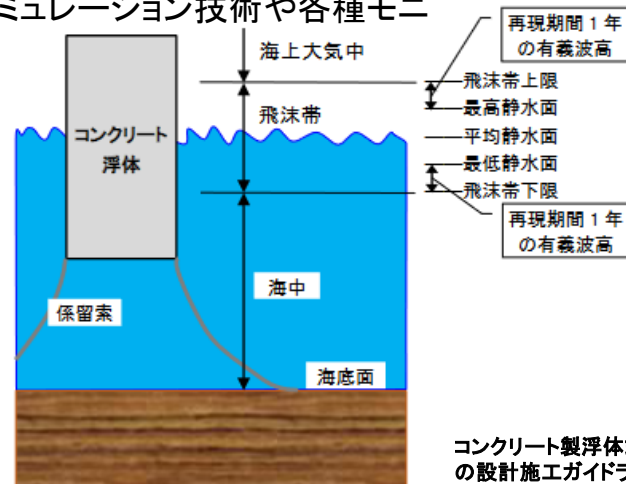 ミュレーション技術や各種モニ
海上大気中
再現期間1年
の有義波高
飛沫帯上限
最高静水面
飛沫帯
コンクリート
浮体
平均静水面
最低静水面
飛沫帯下限
再現期間1年
の有義波高
海中
係留索
海底面
コンクリート製浮体
の設計施工ガイドラ